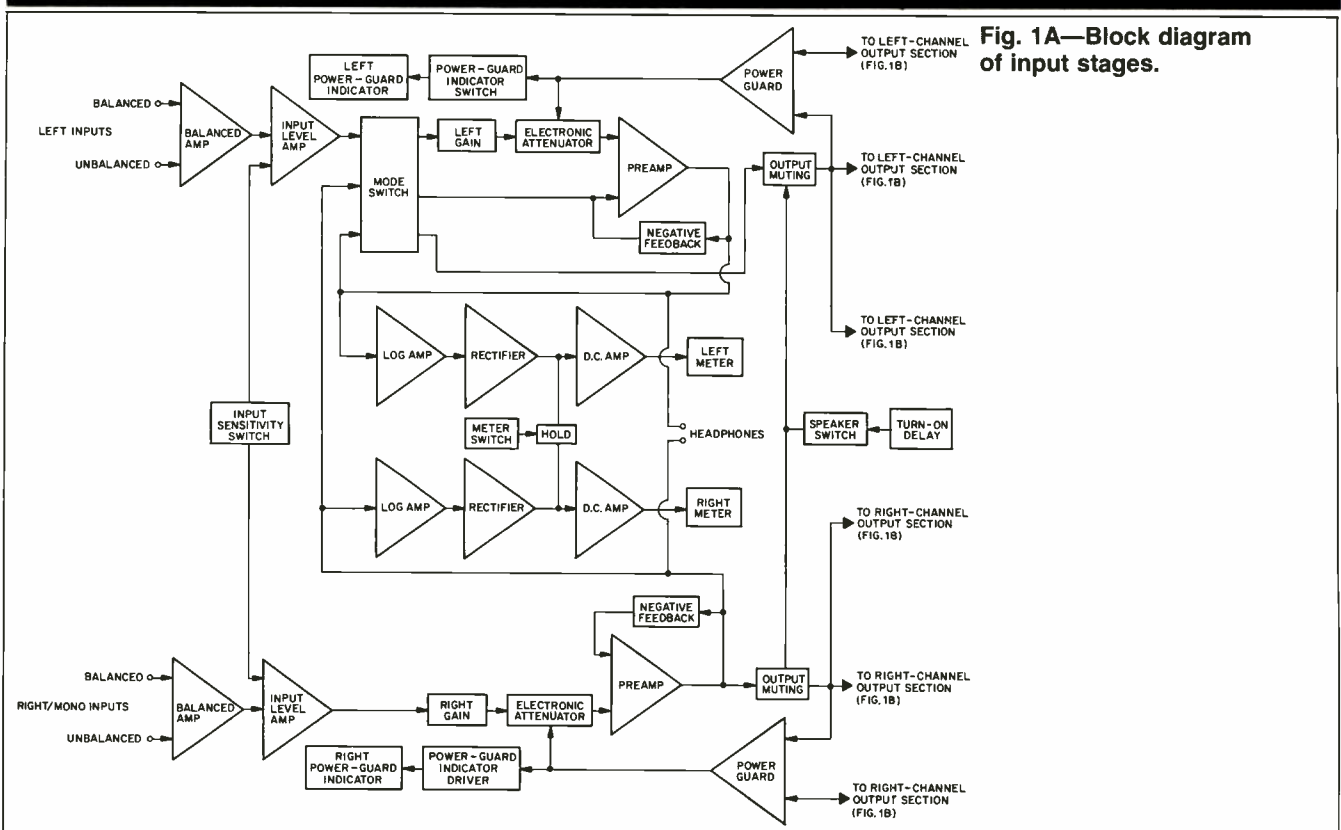 Fig. 1A—Block diagram
of input stages.
TO LEFT-CHANNEL
OUTPUT SECTION
(FIG.1B)
LEFT
POWER-GUARD
INDICATOR
POWER-GUARD
INDICATOR
SWITCH
POWER
GUARD
BALANCED
LEFT INPUTS
UNBALANCED
BALANCED
AMP
INPUT
LEVEL
AMP
MODE
SWITCH
LEFT
GAIN
ELECTRONIC
ATTENUATOR
PREAMP
NEGATIVE
FEEDBACK
OUTPUT
MUTING
TO LEFT-CHANNEL
OUTPUT SECTION
(FIG.1B)
TO LEFT-CHANNEL
OUTPUT SECTION
(FIG.1B)
LOG AMP
RECTIFIER
D.C. AMP
LEFT
METER
INPUT
SENSITIVITY
SWITCH
METER
SWITCH
HOLD
HEADPHONES
SPEAKER
SWITCH
TURN-ON
DELAY
LOG AMP
RECTIFIER
D.C. AMP
RIGHT
METER
TO RIGHT-CHANNEL
OUTPUT SECTION
(FIG.1B)
NEGATIVE
FEEDBACK
BALANCED
RIGHT/MONO INPUTS
UNBALANCED
BALANCED
AMP
INPUT
LEVEL
AMP
RIGHT
GAIN
ELECTRONIC
ATTENUATOR
PREAMP
OUTPUT
MUTING
TO RIGHT-CHANNEL
OUTPUT SECTION
(FIG.1B)
RIGHT
POWER-GUARD
INDICATOR
POWER-GUARD
INDICATOR
DRIVER
POWER
GUARD
TO RIGHT-CHANNEL
OUTPUT SECTION
(FIG.1B)